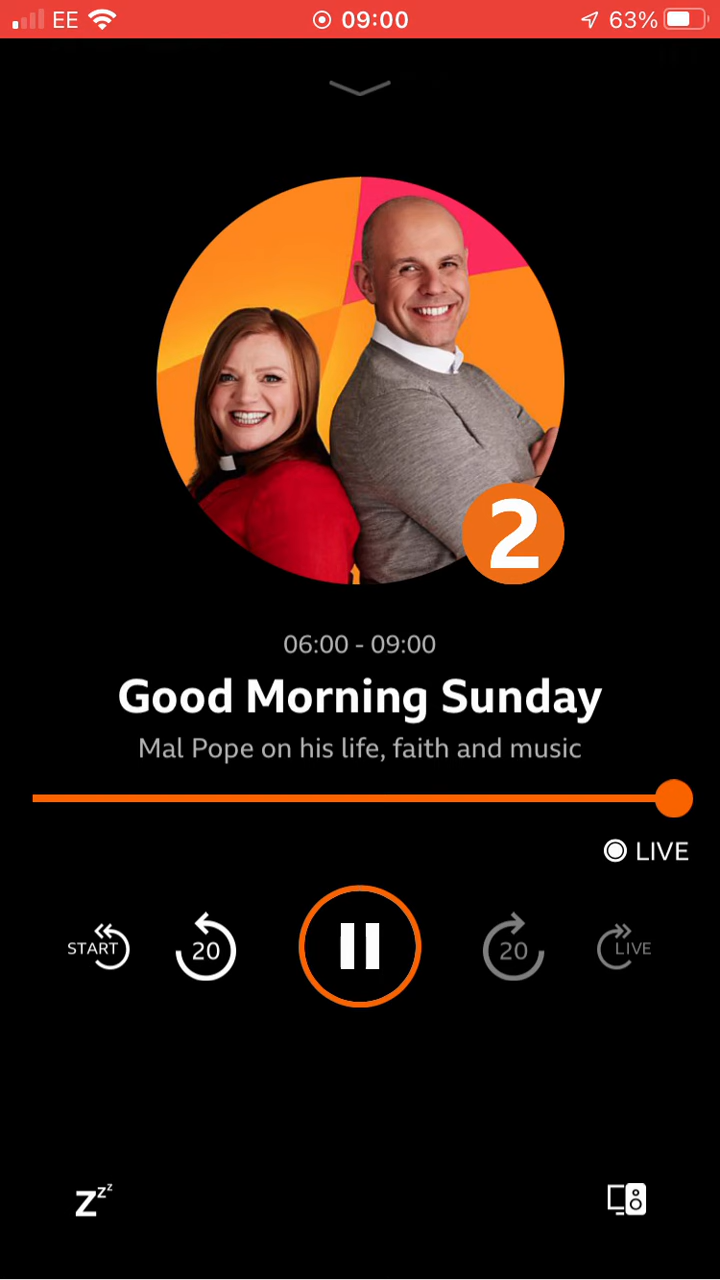 EE 09:00 63%
2
06:00 - 09:00
Good Morning Sunday
Mal Pope on his life, faith and music
LIVE
START 20 20 LIVE
Zzz